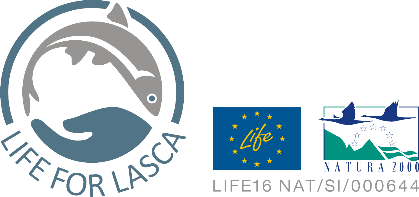 LIFE FOR LASCA
Life
NATURA 2000
LIFE16 NAT/SI/000644